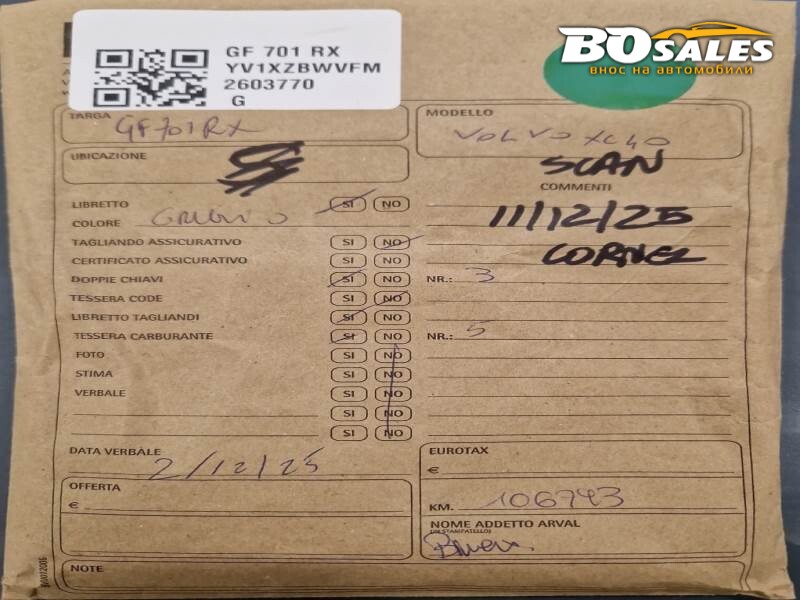 BOSALES
внос на автомобили
GF 701 RX
YV1XZBWVFM
2603770
G
TARGA
GF701RX
MODELLO
VOLVO XC40
UBICAZIONE
SCAN
COMMENTI
LIBRETTO SI NO
11/12/25
COLORE
TAGLIANDO ASSICURATIVO SI NO
CORNEL
CERTIFICATO ASSICURATIVO SI NO
DOPPIE CHIAVI SI NO NR.: 3
TESSERA CODE SI NO
LIBRETTO TAGLIANDI SI NO
TESSERA CARBURANTE SI NO NR.: 5
FOTO SI NO
STIMA SI NO
VERBALE SI NO
SI NO
SI NO
DATA VERBALE
2/12/25
EUROTAX
€
OFFERTA
€
KM. 106743
NOME ADDETTO ARVAL
(IN STAMPATELLO)
NOTE